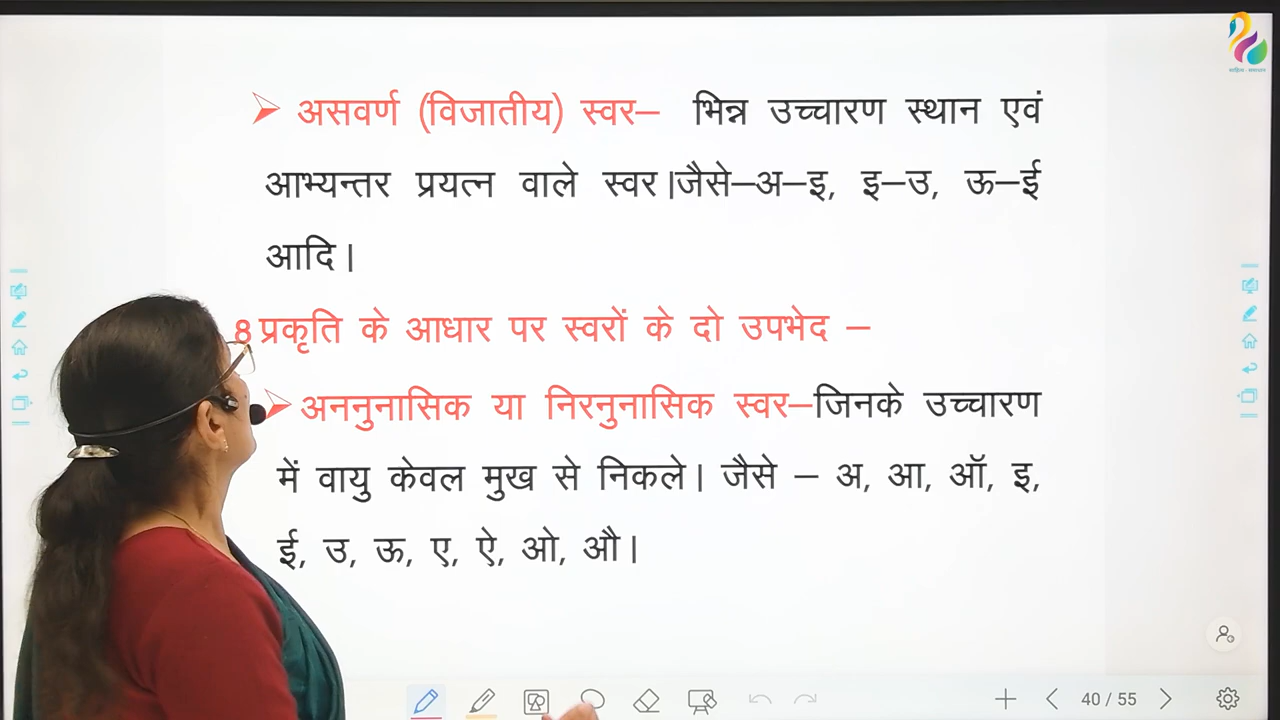 असवर्ण (विजातीय) स्वर– भिन्न उच्चारण स्थान एवं
आभ्यन्तर प्रयत्न वाले स्वर।जैसे–अ–इ, इ–उ, ऊ–ई
आदि।
8 प्रकृति के आधार पर स्वरों के दो उपभेद –
अननुनासिक या निरनुनासिक स्वर–जिनके उच्चारण
में वायु केवल मुख से निकले। जैसे – अ, आ, ऑ, इ,
ई, उ, ऊ, ए, ऐ, ओ, औ।
40 / 55